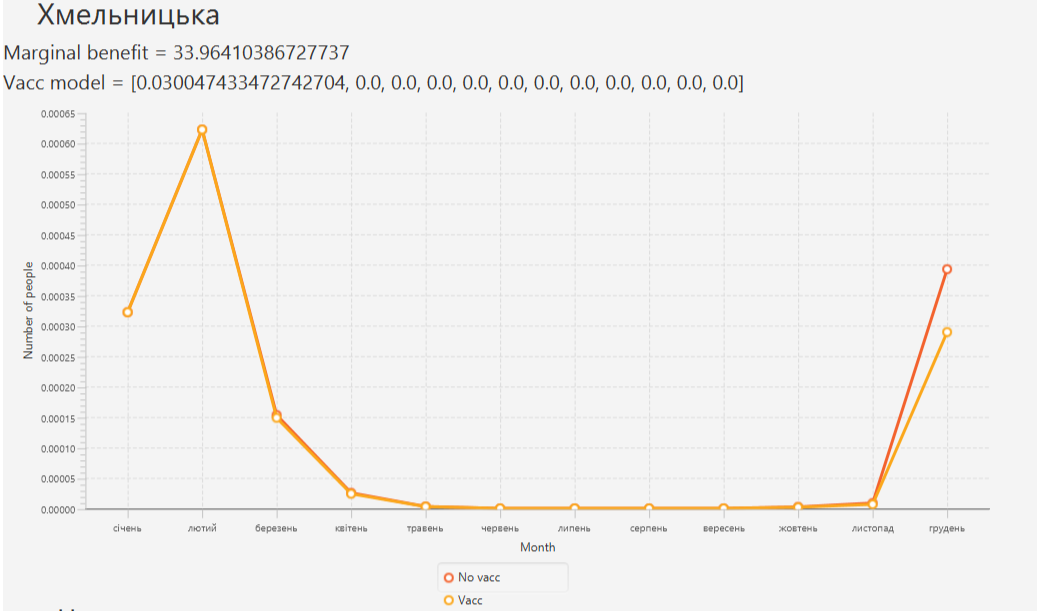 Хмельницька
Marginal benefit = 33.96410386727737
Vacc model = [0.030047433472742704, 0.0, 0.0, 0.0, 0.0, 0.0, 0.0, 0.0, 0.0, 0.0, 0.0, 0.0]
0.00065
0.00060
0.00055
0.00050
0.00045
0.00040
0.00035
0.00030
0.00025
0.00020
0.00015
0.00010
0.00005
0.00000
Number of people
січень лютий березень квітень травень червень липень серпень вересень жовтень листопад грудень
Month
No vacc
Vacc